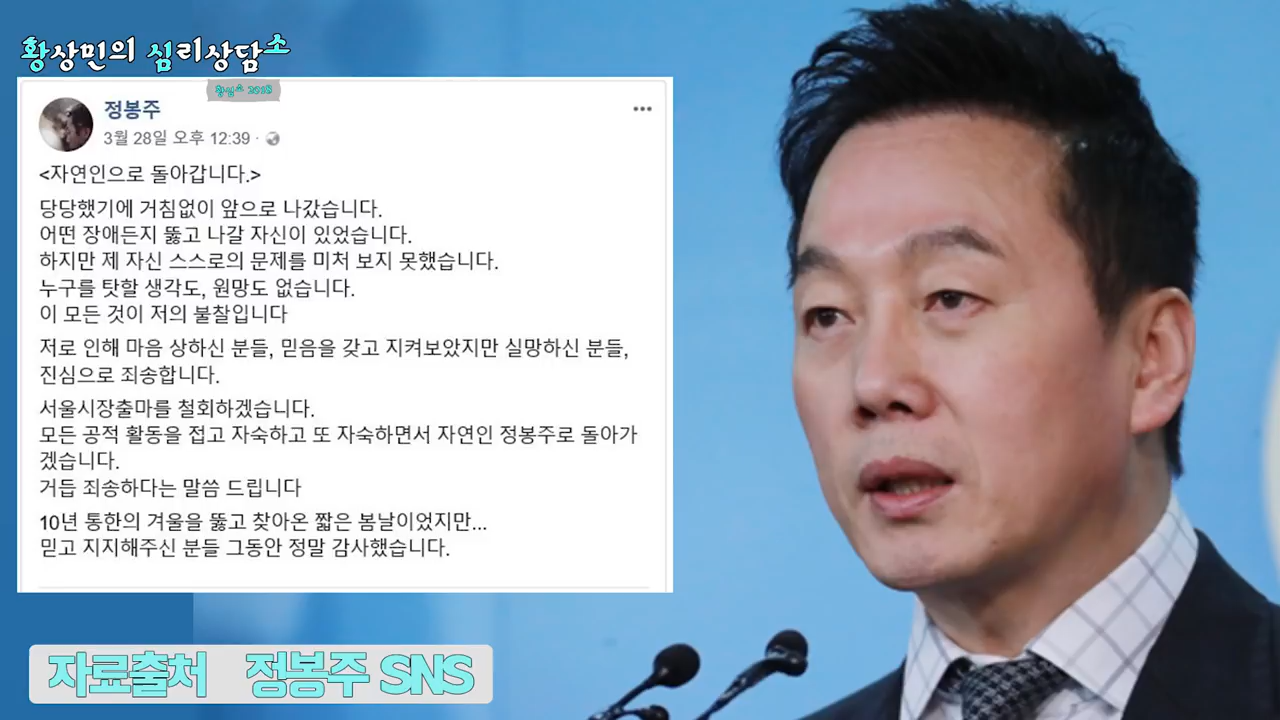 황상민의 심리상담소
황심소 2018
정봉주
3월 28일 오후 12:39 ·
<자연인으로 돌아갑니다.>
당당했기에 거침없이 앞으로 나갔습니다.
어떤 장애든지 뚫고 나갈 자신이 있었습니다.
하지만 제 자신 스스로의 문제를 미처 보지 못했습니다.
누구를 탓할 생각도, 원망도 없습니다.
이 모든 것이 저의 불찰입니다
저로 인해 마음 상하신 분들, 믿음을 갖고 지켜보았지만 실망하신 분들,
진심으로 죄송합니다.
서울시장출마를 철회하겠습니다.
모든 공적 활동을 접고 자숙하고 또 자숙하면서 자연인 정봉주로 돌아가
겠습니다.
거듭 죄송하다는 말씀 드립니다
10년 통한의 겨울을 뚫고 찾아온 짧은 봄날이었지만...
믿고 지지해주신 분들 그동안 정말 감사했습니다.
자료출처 정봉주 SNS